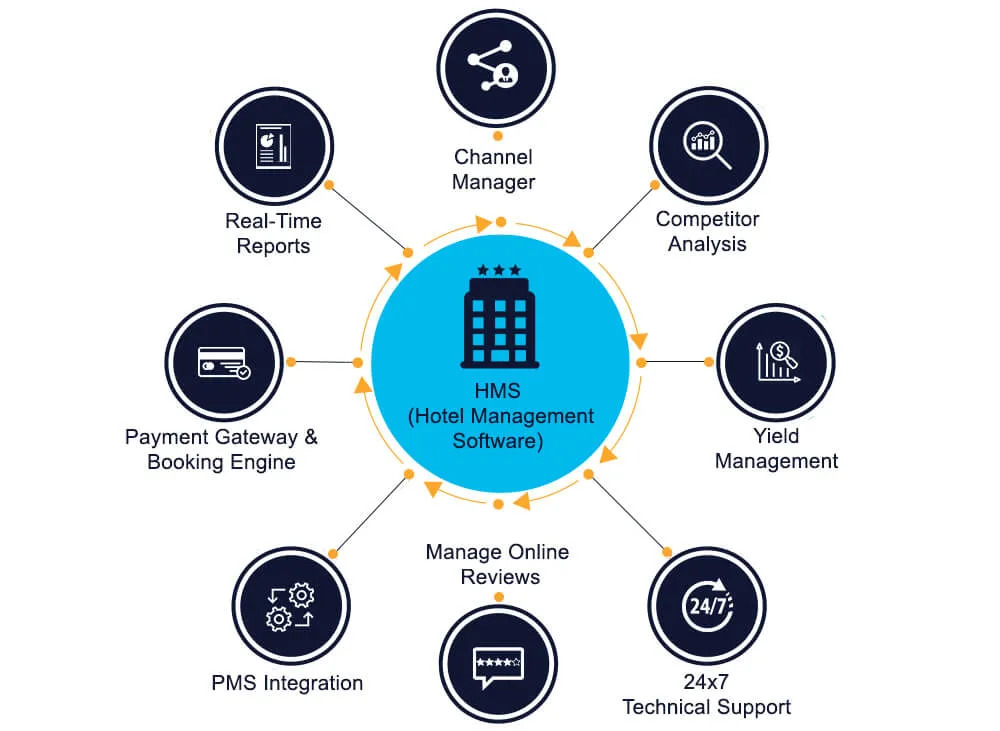 Channel
Manager
Competitor
Analysis
Yield
Management
24/7
24x7
Technical Support
Manage Online
Reviews
PMS Integration
Payment Gateway &
Booking Engine
Real-Time
Reports
HMS
(Hotel Management
Software)
$